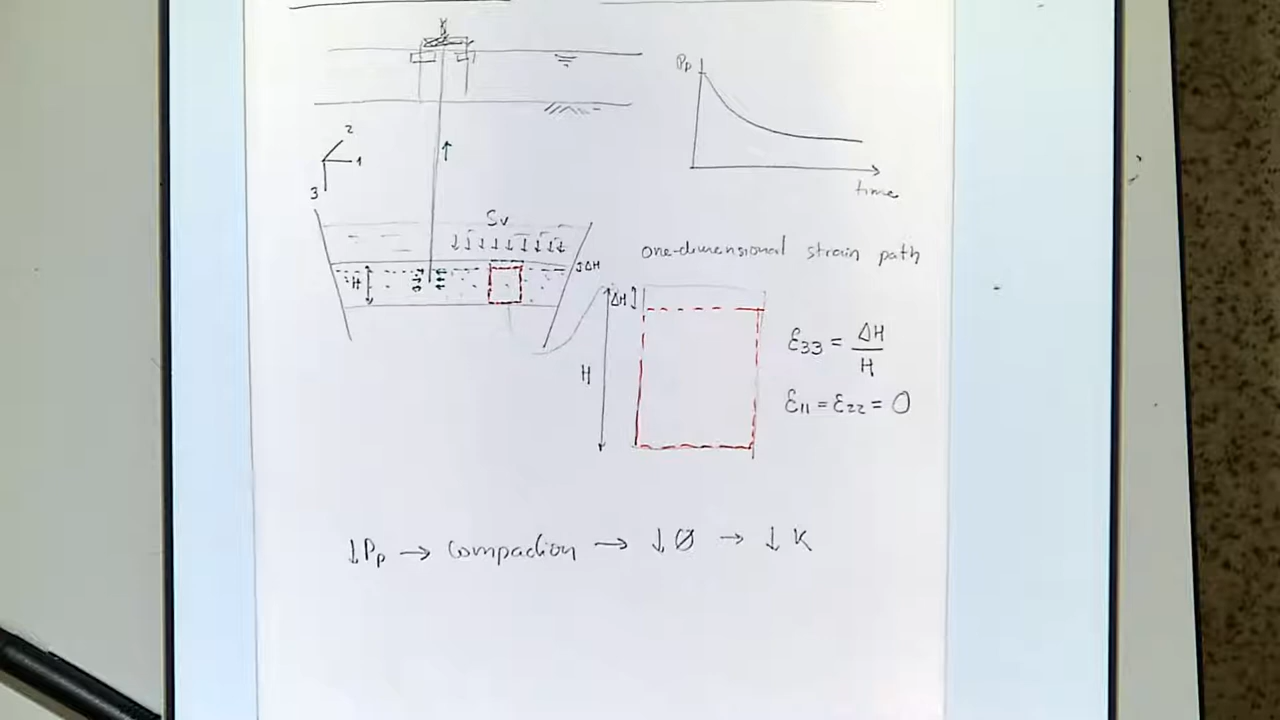 Pp
time
2
1
3
Sv
ΔH
H
one-dimensional strain path
ΔH
H
ε33 = ΔH/H
ε11 = ε22 = 0
↓Pp → Compaction → ↓Ø → ↓K